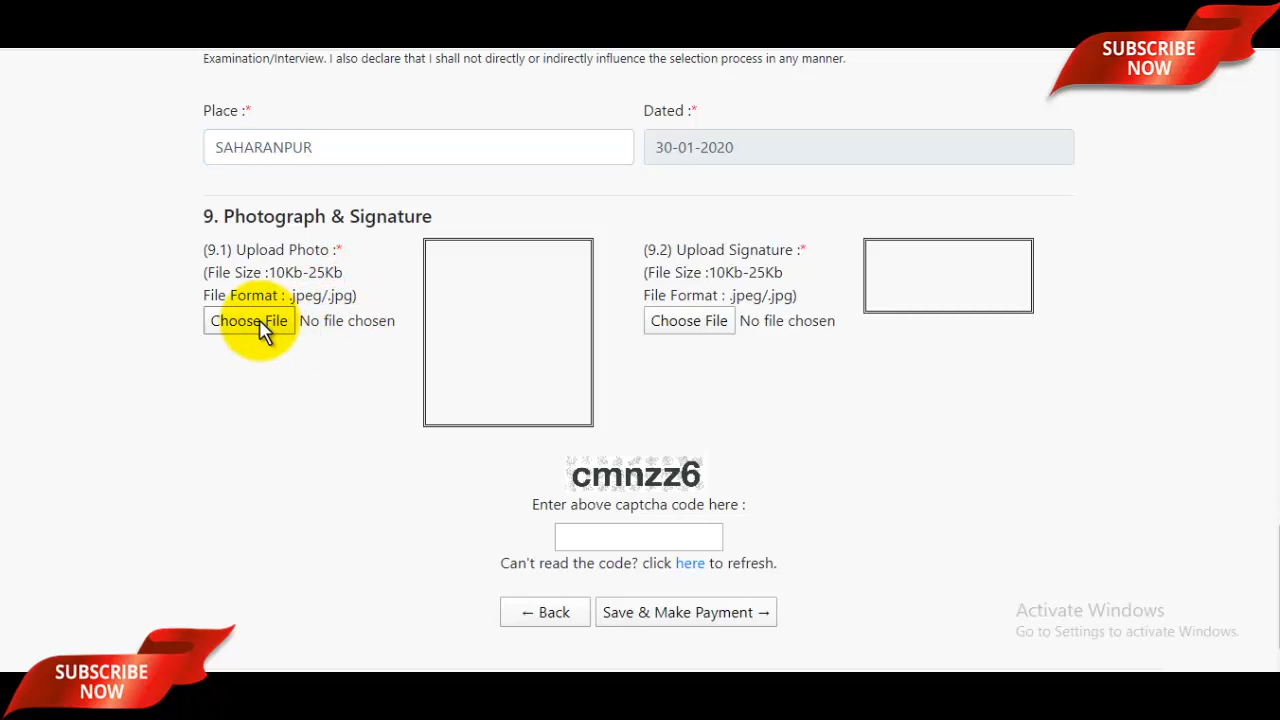 SUBSCRIBE
NOW
Examination/Interview. I also declare that I shall not directly or indirectly influence the selection process in any manner.
Place :*
Dated :*
SAHARANPUR
30-01-2020
9. Photograph & Signature
(9.1) Upload Photo :*
(File Size :10Kb-25Kb
File Format : .jpeg/.jpg)
Choose File No file chosen
(9.2) Upload Signature :*
(File Size :10Kb-25Kb
File Format : .jpeg/.jpg)
Choose File No file chosen
cmnzz6
Enter above captcha code here :
Can't read the code? click here to refresh.
← Back
Save & Make Payment →
Activate Windows
Go to Settings to activate Windows.
SUBSCRIBE
NOW